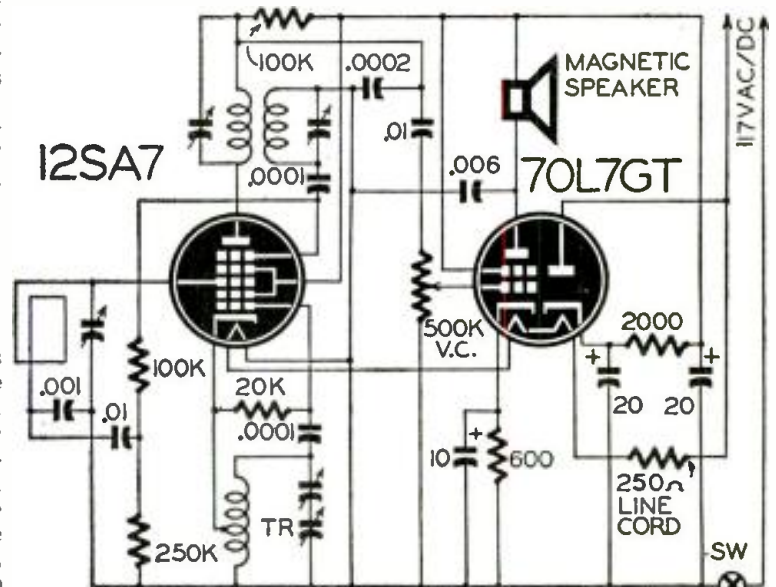 100K
.0002
MAGNETIC
SPEAKER
117VAC/DC
.01
12SA7
.0001
.006
70L7GT
500K
V.C.
2000
100K
+
+
.001
20K
20
20
.01
.0001
+
10
600
250Ω
LINE
CORD
TR
250K
SW